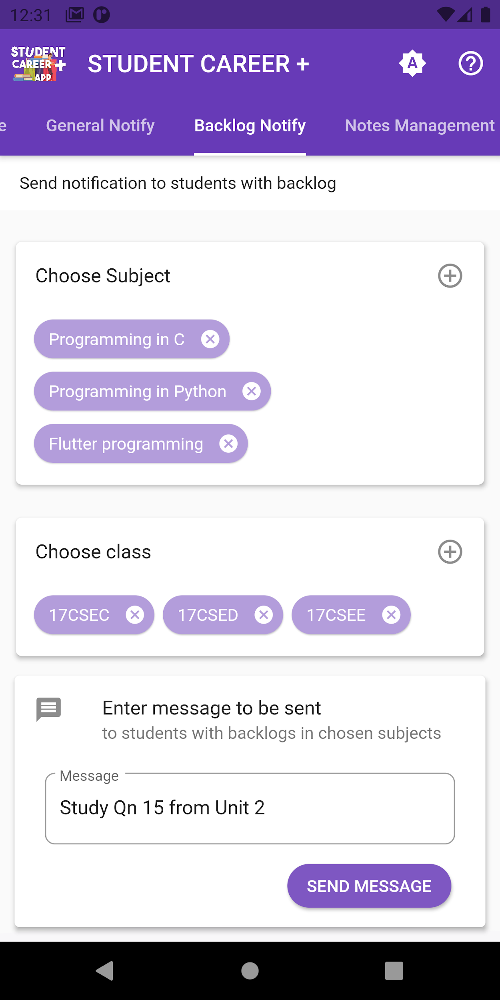 12:31
STUDENT
CAREER +
APP
STUDENT CAREER +
A
e
General Notify
Backlog Notify
Notes Management
Send notification to students with backlog
Choose Subject
Programming in C
Programming in Python
Flutter programming
Choose class
17CSEC
17CSED
17CSEE
Enter message to be sent
to students with backlogs in chosen subjects
Message
Study Qn 15 from Unit 2
SEND MESSAGE